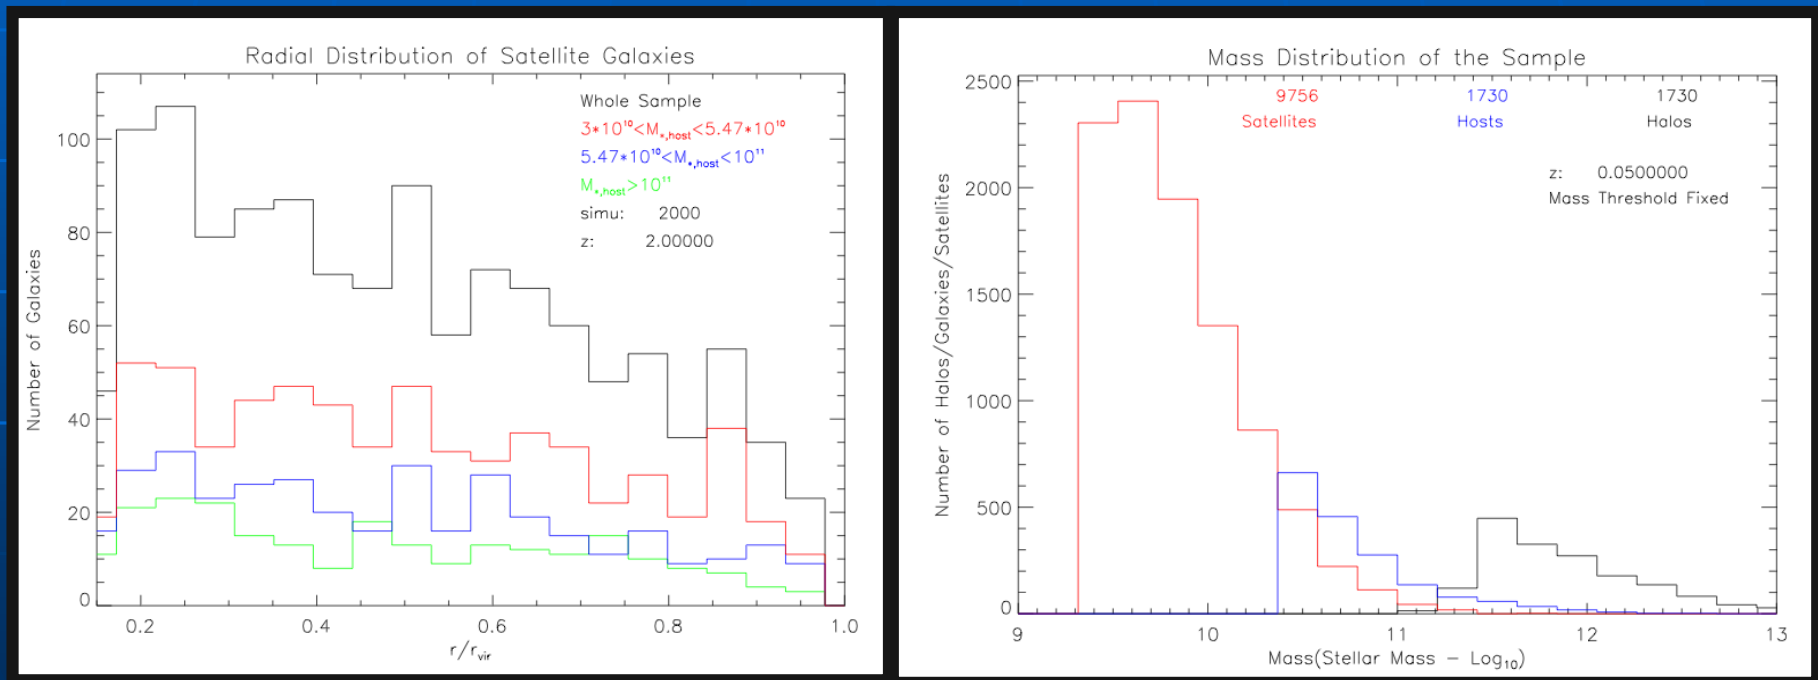 Radial Distribution of Satellite Galaxies
Number of Galaxies
100
80
60
40
20
0
0.2 0.4 0.6 0.8 1.0
r/r_vir
Whole Sample
3*10¹⁰<M_*,host<5.47*10¹⁰
5.47*10¹⁰<M_*,host<10¹¹
M_*,host>10¹¹
simu: 2000
z: 2.00000
Mass Distribution of the Sample
Number of Halos/Galaxies/Satellites
2500
2000
1500
1000
500
0
9 10 11 12 13
Mass(Stellar Mass – Log₁₀)
9756 1730 1730
Satellites Hosts Halos
z: 0.0500000
Mass Threshold Fixed